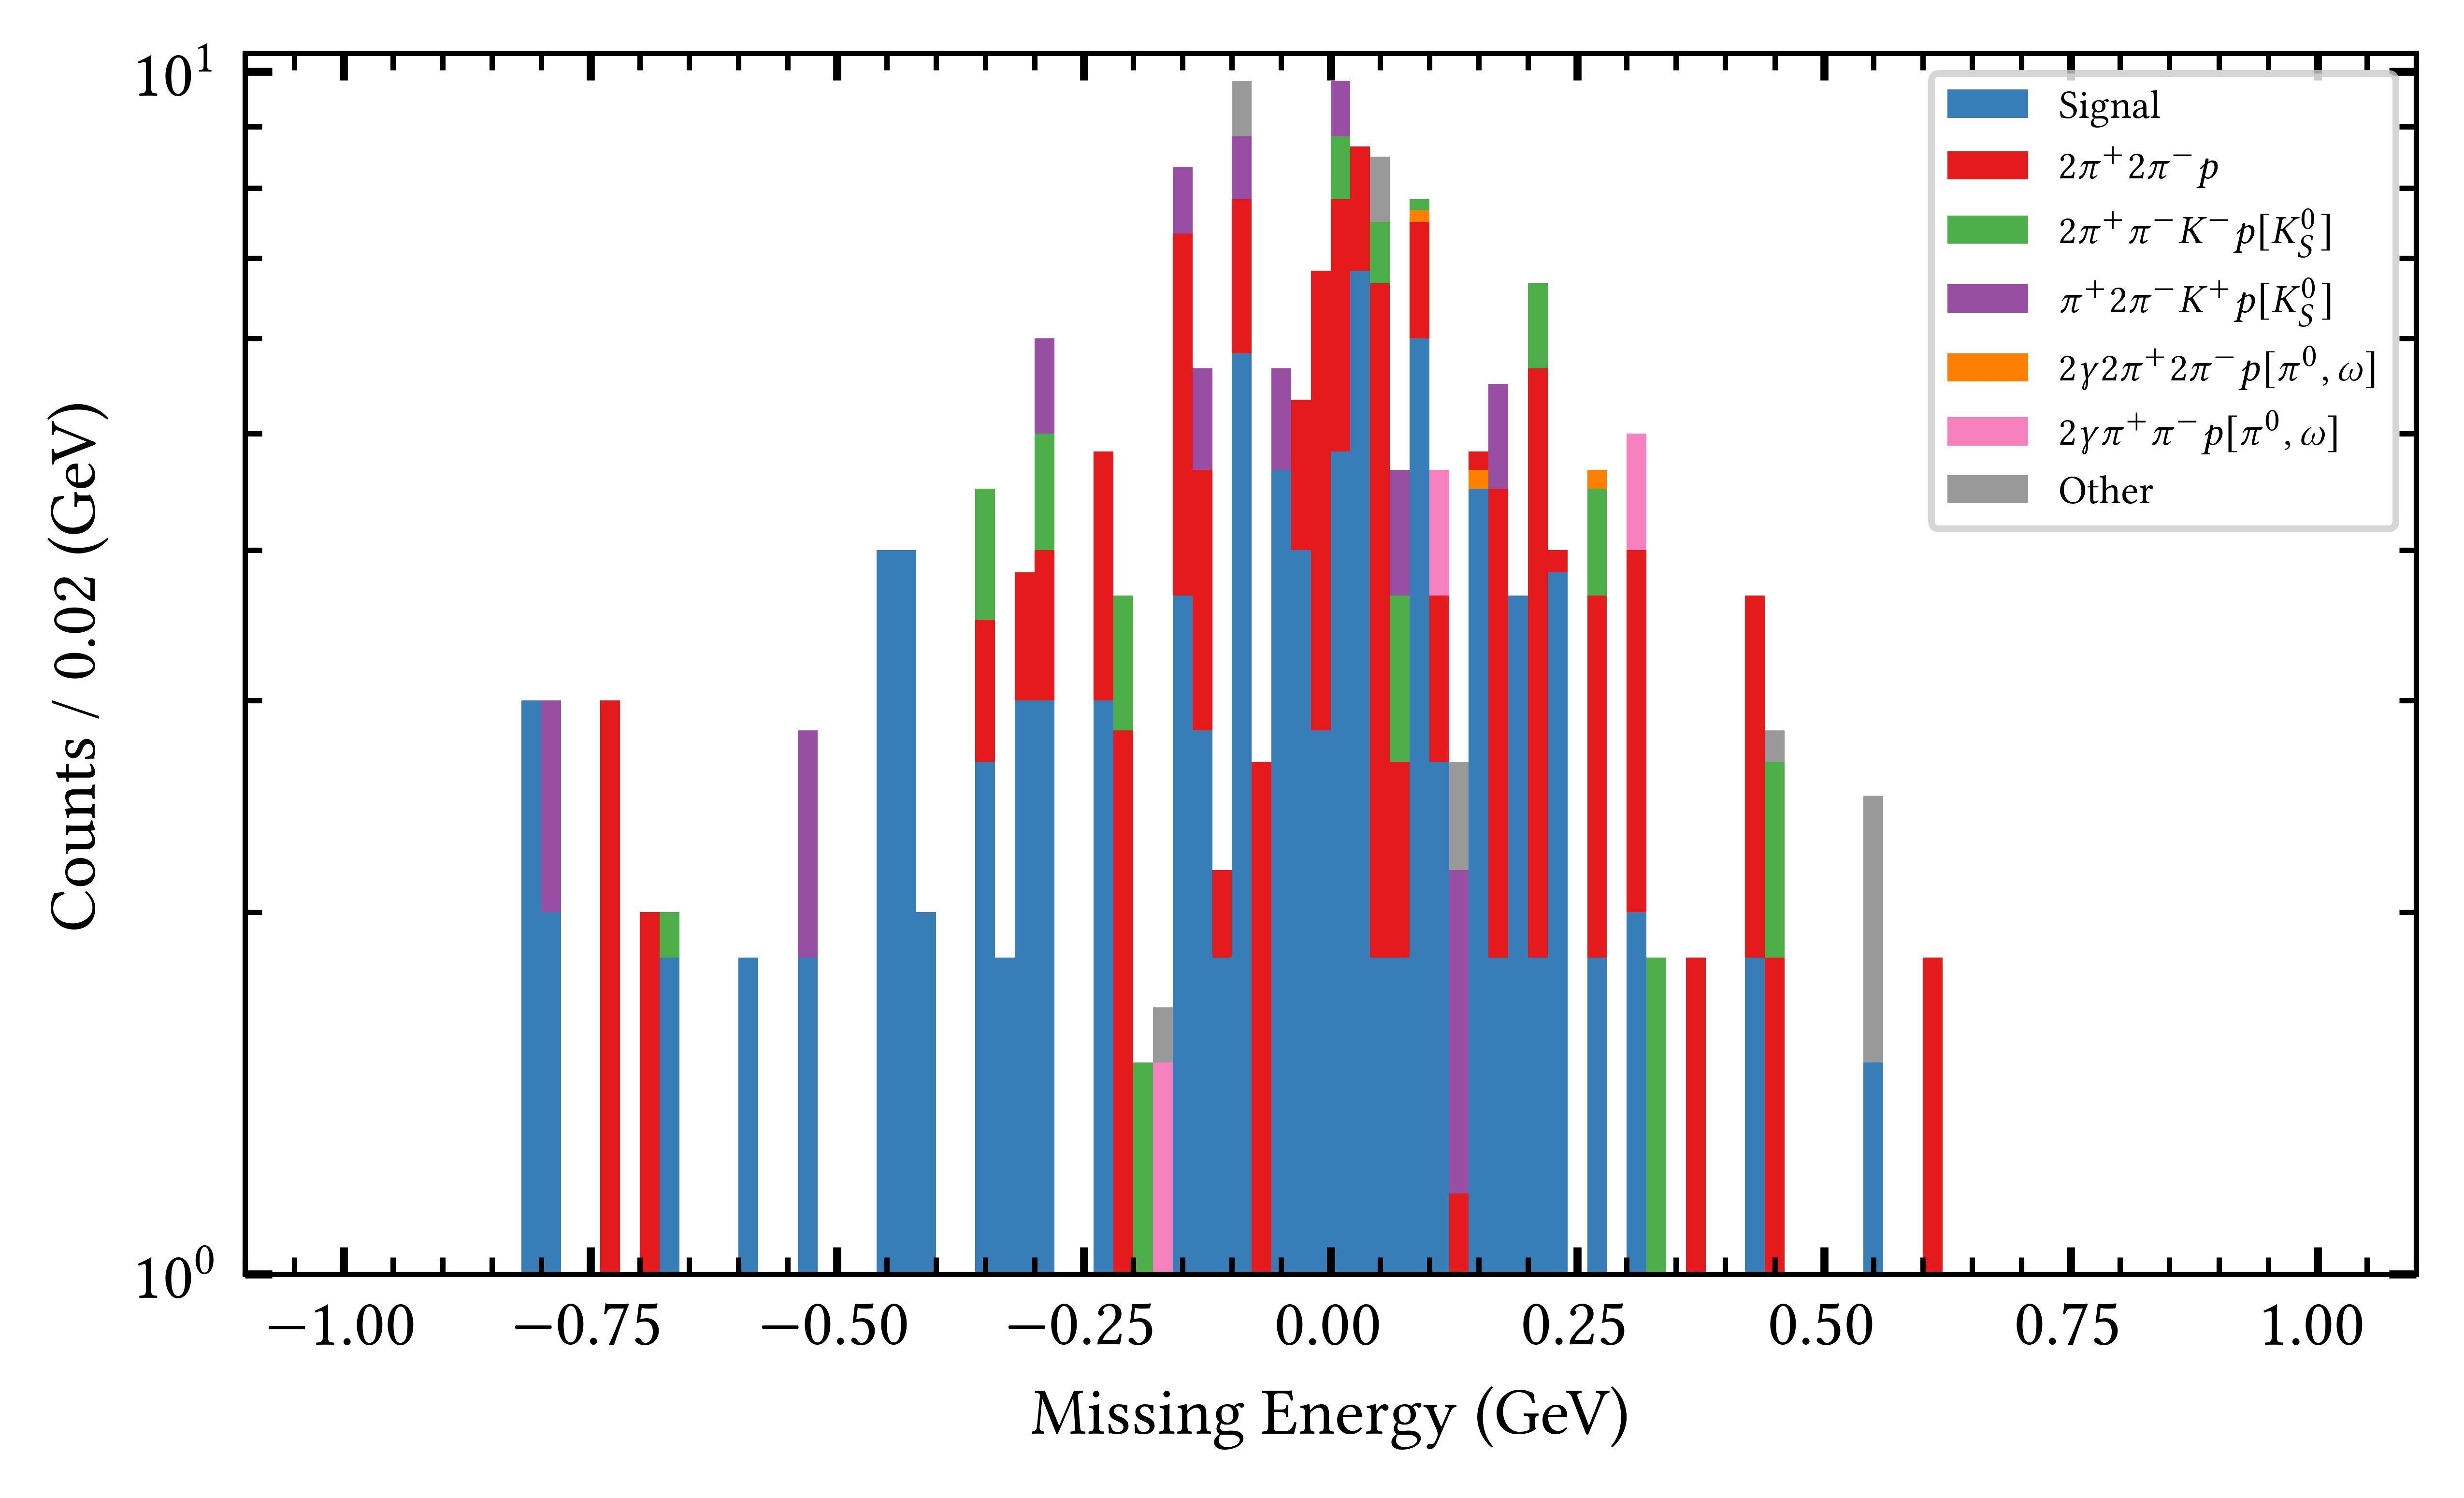 Counts / 0.02 (GeV)
10¹
10⁰
Signal
2π⁺2π⁻p
2π⁺π⁻K⁻p[K_S⁰]
π⁺2π⁻K⁺p[K_S⁰]
2γ2π⁺2π⁻p[π⁰, ω]
2γπ⁺π⁻p[π⁰, ω]
Other
−1.00 −0.75 −0.50 −0.25 0.00 0.25 0.50 0.75 1.00
Missing Energy (GeV)